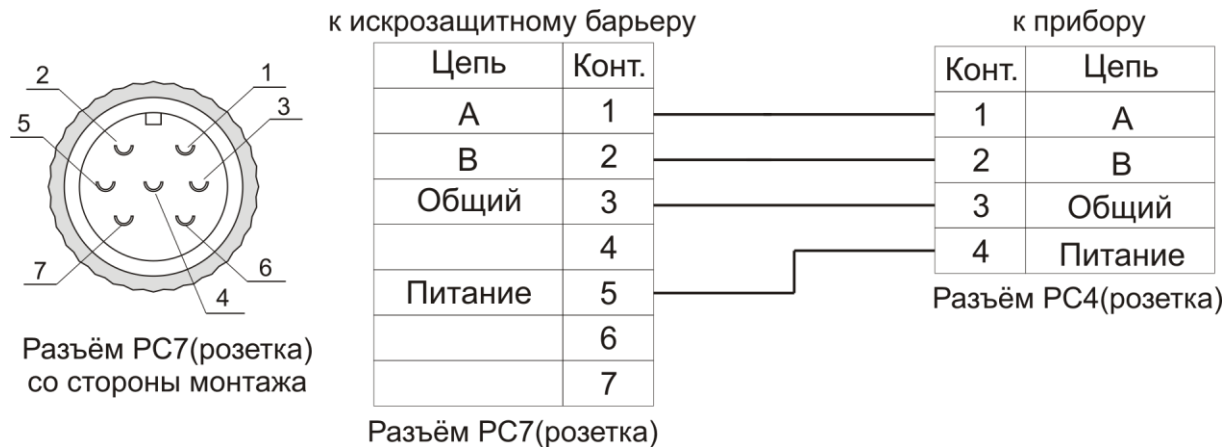 к искрозащитному барьеру
к прибору
2
1
3
5
7
6
4
Разъём РС7(розетка)
со стороны монтажа
Цепь Конт.
А 1
В 2
Общий 3
4
Питание 5
6
7
Разъём РС7(розетка)
Конт. Цепь
1 А
2 В
3 Общий
4 Питание
Разъём РС4(розетка)